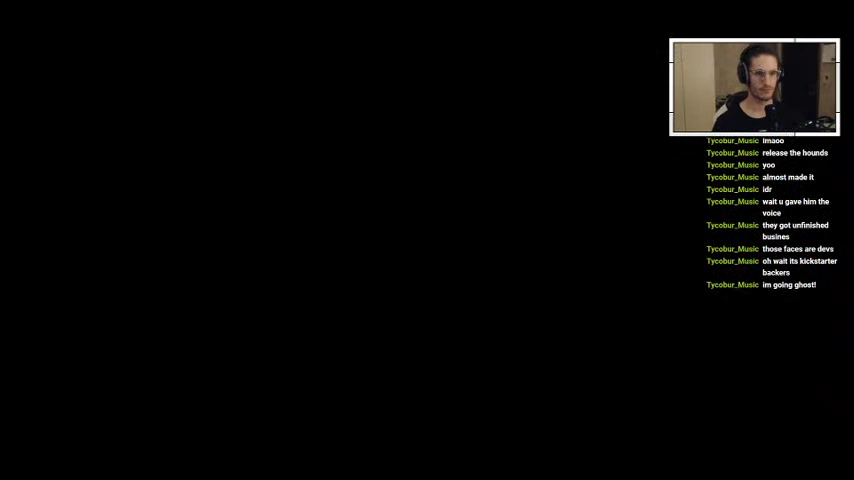 Tycobur_Music lmaoo
Tycobur_Music release the hounds
Tycobur_Music yoo
Tycobur_Music almost made it
Tycobur_Music idr
Tycobur_Music wait u gave him the
voice
Tycobur_Music they got unfinished
busines
Tycobur_Music those faces are devs
Tycobur_Music oh wait its kickstarter
backers
Tycobur_Music im going ghost!